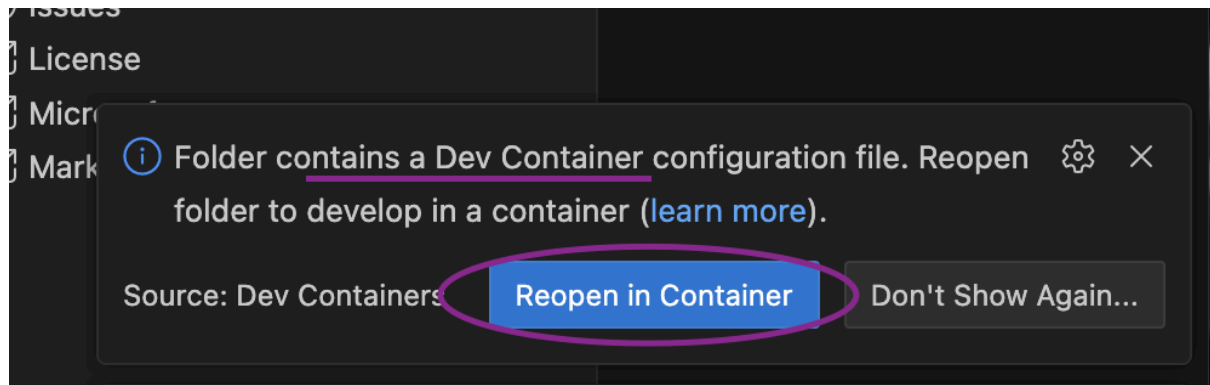 Issues
License
Micr
Mark
Folder contains a Dev Container configuration file. Reopen
folder to develop in a container (learn more).
Source: Dev Containers
Reopen in Container
Don't Show Again...